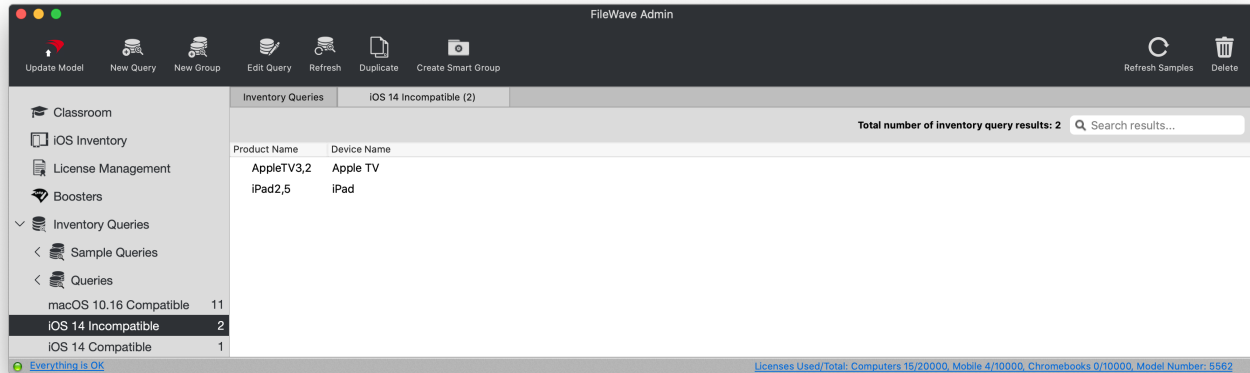 FileWave Admin
Update Model New Query New Group Edit Query Refresh Duplicate Create Smart Group Refresh Samples Delete
Classroom
iOS Inventory
License Management
Boosters
Inventory Queries
Sample Queries
Queries
macOS 10.16 Compatible 11
iOS 14 Incompatible 2
iOS 14 Compatible 1
Inventory Queries iOS 14 Incompatible (2)
Total number of inventory query results: 2 Search results...
Product Name Device Name
AppleTV3,2 Apple TV
iPad2,5 iPad
Everything is OK Licenses Used/Total: Computers 15/20000, Mobile 4/10000, Chromebooks 0/10000, Model Number: 5562